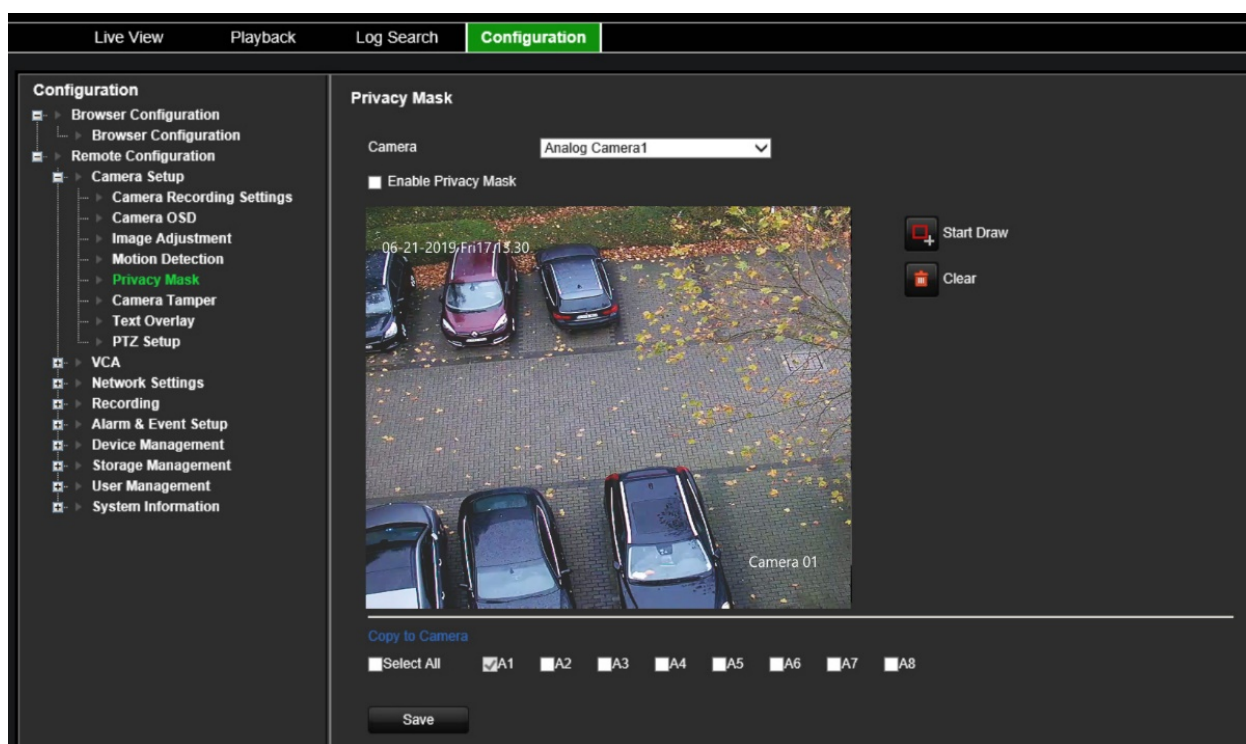 Live View Playback Log Search Configuration
Configuration
Browser Configuration
Browser Configuration
Remote Configuration
Camera Setup
Camera Recording Settings
Camera OSD
Image Adjustment
Motion Detection
Privacy Mask
Camera Tamper
Text Overlay
PTZ Setup
VCA
Network Settings
Recording
Alarm & Event Setup
Device Management
Storage Management
User Management
System Information
Privacy Mask
Camera Analog Camera1
Enable Privacy Mask
06-21-2019 Fri17:13:30
Start Draw
Clear
Camera 01
Copy to Camera
Select All A1 A2 A3 A4 A5 A6 A7 A8
Save